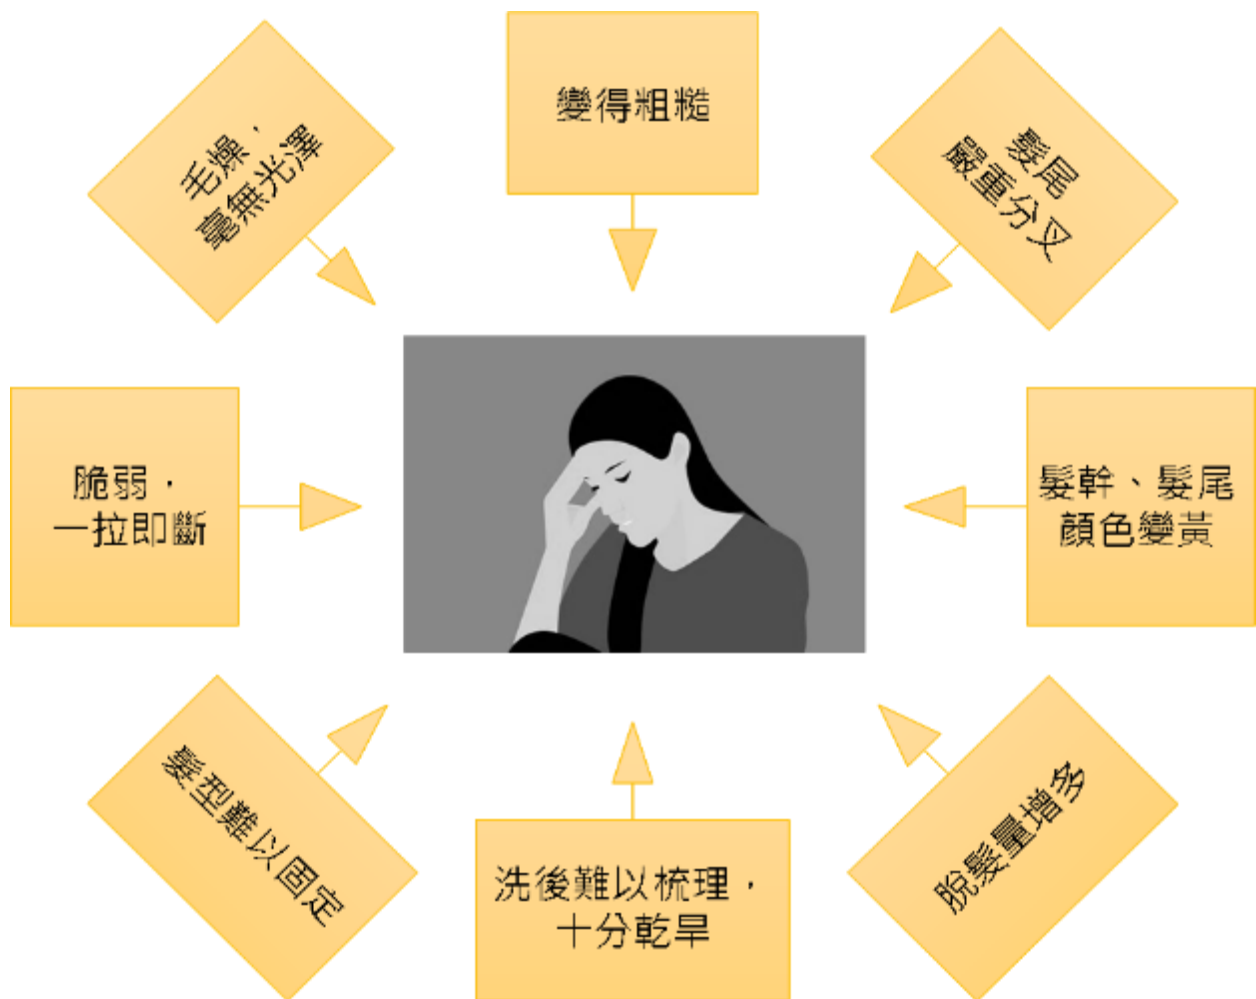 毛燥，
毫無光澤
變得粗糙
髮尾
嚴重分叉
脆弱，
一拉即斷
髮幹、髮尾
顏色變黃
髮型難以固定
洗後難以梳理，
十分乾旱
脫髮量增多